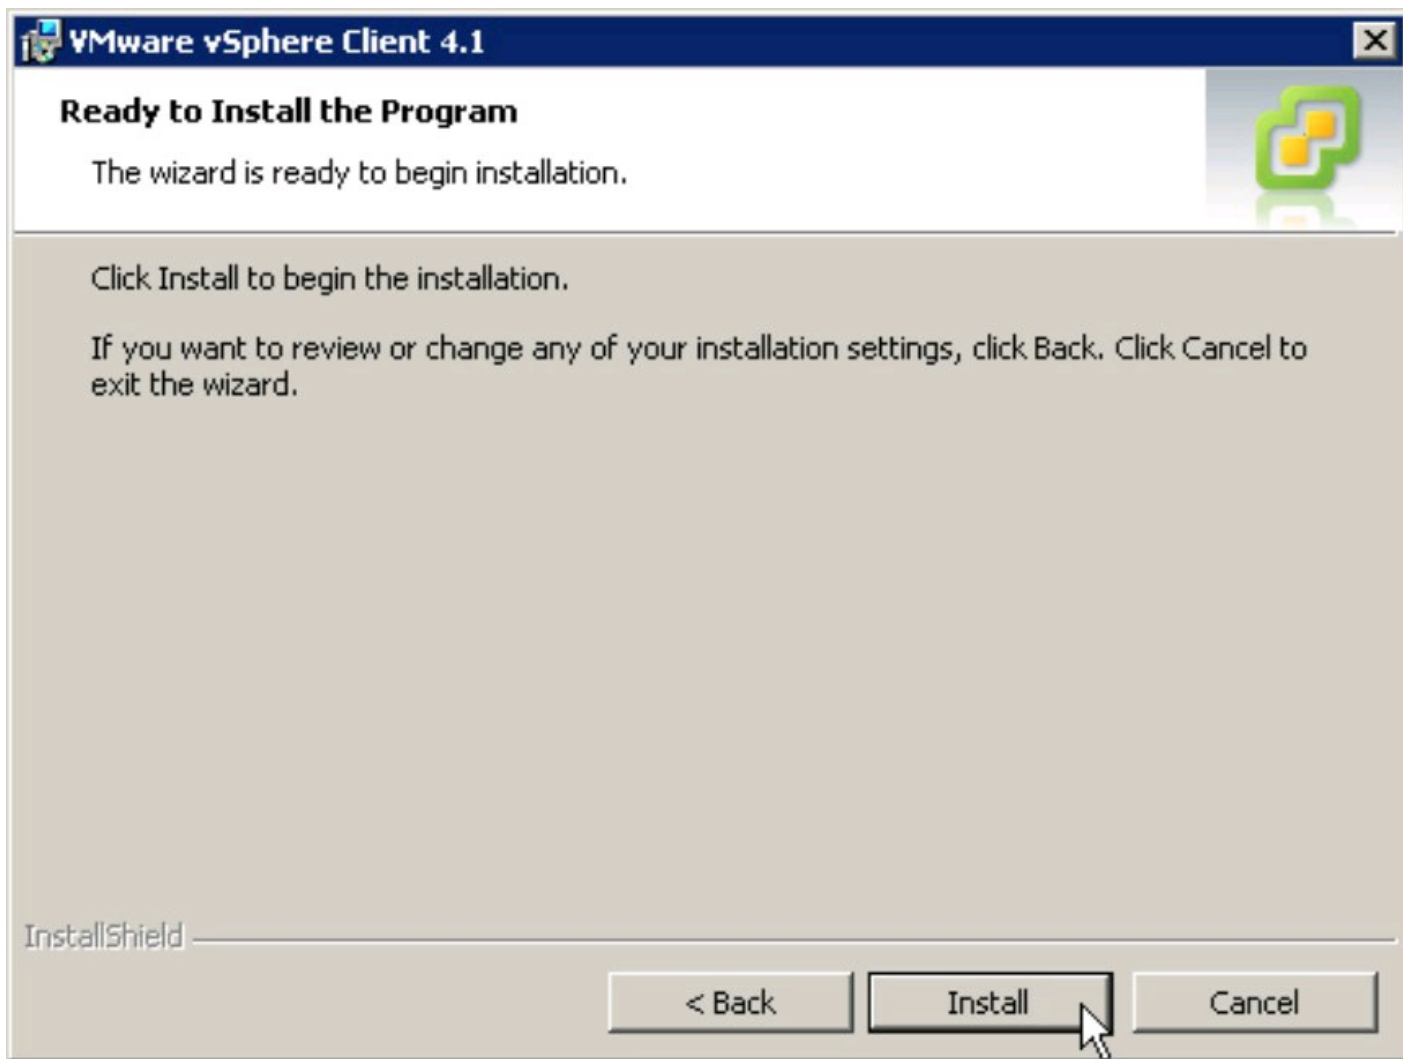 VMware vSphere Client 4.1
Ready to Install the Program
The wizard is ready to begin installation.
Click Install to begin the installation.
If you want to review or change any of your installation settings, click Back. Click Cancel to
exit the wizard.
InstallShield
< Back
Install
Cancel